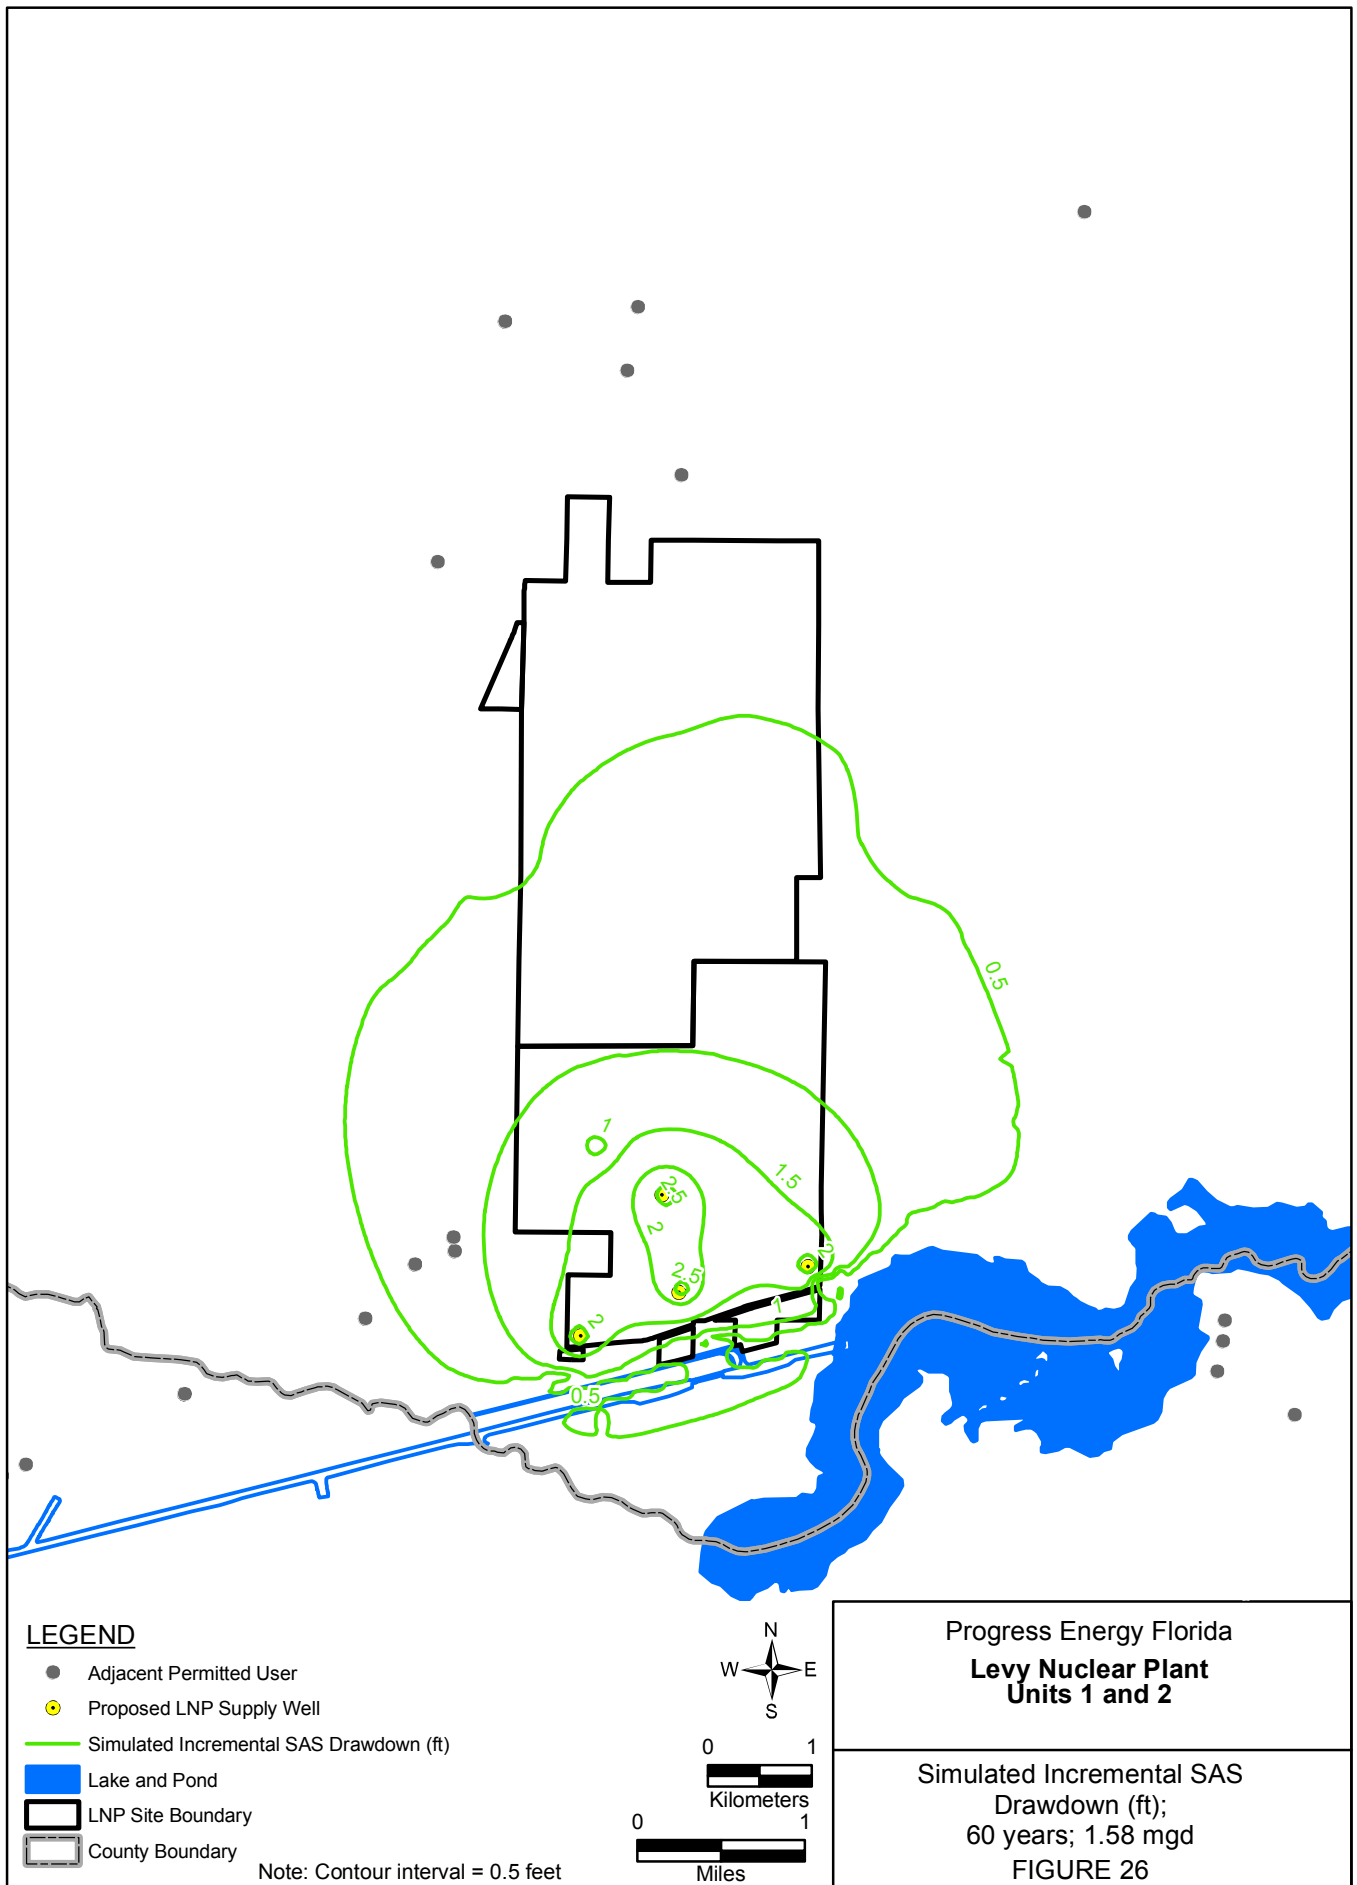 0.5
1
1.5
2.5
2
2.5
2
2
1
0.5
LEGEND
Adjacent Permitted User
Proposed LNP Supply Well
Simulated Incremental SAS Drawdown (ft)
Lake and Pond
LNP Site Boundary
County Boundary
Note: Contour interval = 0.5 feet
N
W E
S
0 1
Kilometers
0 1
Miles
Progress Energy Florida
Levy Nuclear Plant
Units 1 and 2
Simulated Incremental SAS
Drawdown (ft);
60 years; 1.58 mgd
FIGURE 26